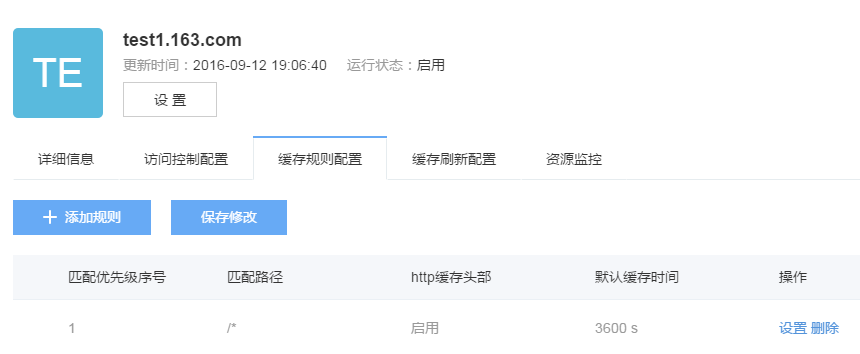 TE
test1.163.com
更新时间：2016-09-12 19:06:40 运行状态：启用
设 置
详细信息 访问控制配置 缓存规则配置 缓存刷新配置 资源监控
添加规则 保存修改
匹配优先级序号 匹配路径 http缓存头部 默认缓存时间 操作
1 /* 启用 3600 s 设置 删除